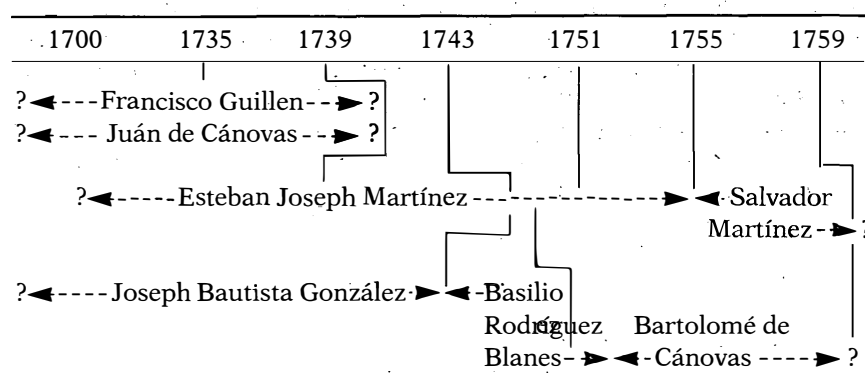 1700 1735 1739 1743 1751 1755 1759
? Francisco Guillen ?
? Juán de Cánovas ?
? Esteban Joseph Martínez Salvador
Martínez ?
? Joseph Bautista González Basilio
Rodríguez Bartolomé de
Blanes Cánovas ?